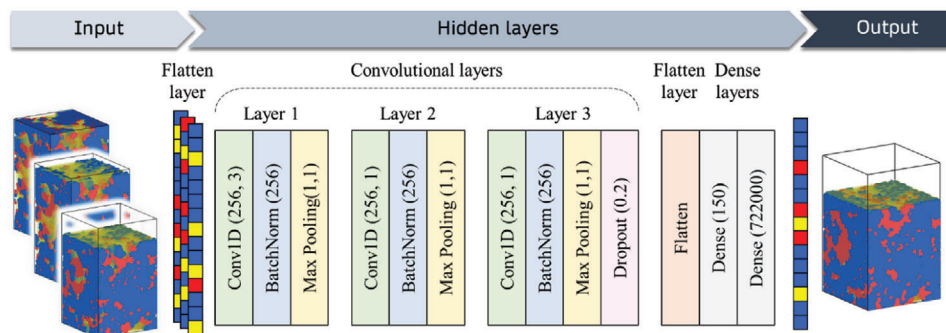 Input
Hidden layers
Output
Flatten
layer
Convolutional layers
Flatten
layer
Dense
layers
Layer 1
Layer 2
Layer 3
Conv1D (256, 3)
BatchNorm (256)
Max Pooling(1,1)
Conv1D (256, 1)
BatchNorm (256)
Max Pooling (1,1)
Conv1D (256, 1)
BatchNorm (256)
Max Pooling (1,1)
Dropout (0.2)
Flatten
Dense (150)
Dense (722000)